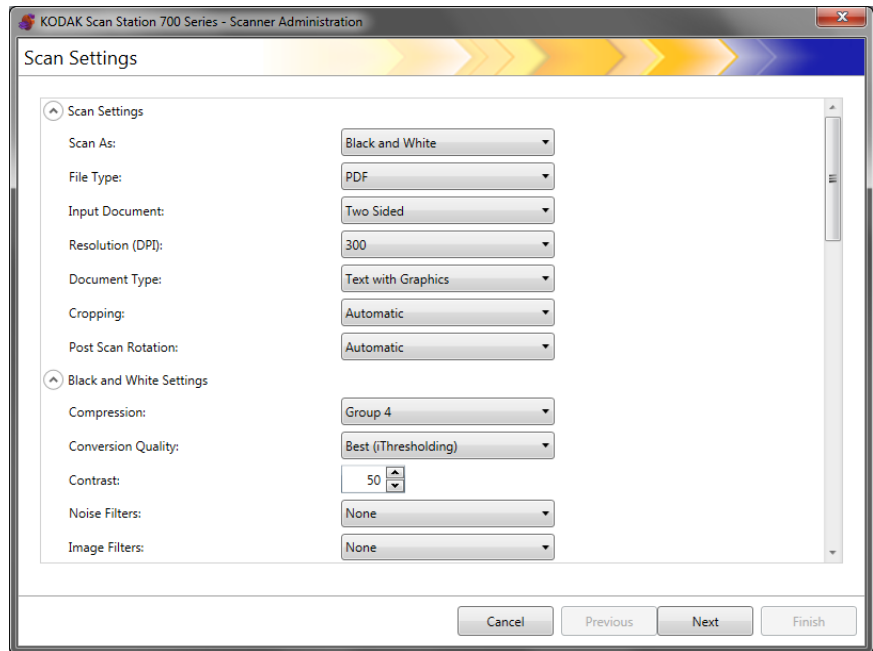 KODAK Scan Station 700 Series - Scanner Administration
Scan Settings
Scan Settings
Scan As: Black and White
File Type: PDF
Input Document: Two Sided
Resolution (DPI): 300
Document Type: Text with Graphics
Cropping: Automatic
Post Scan Rotation: Automatic
Black and White Settings
Compression: Group 4
Conversion Quality: Best (iThresholding)
Contrast: 50
Noise Filters: None
Image Filters: None
Cancel Previous Next Finish